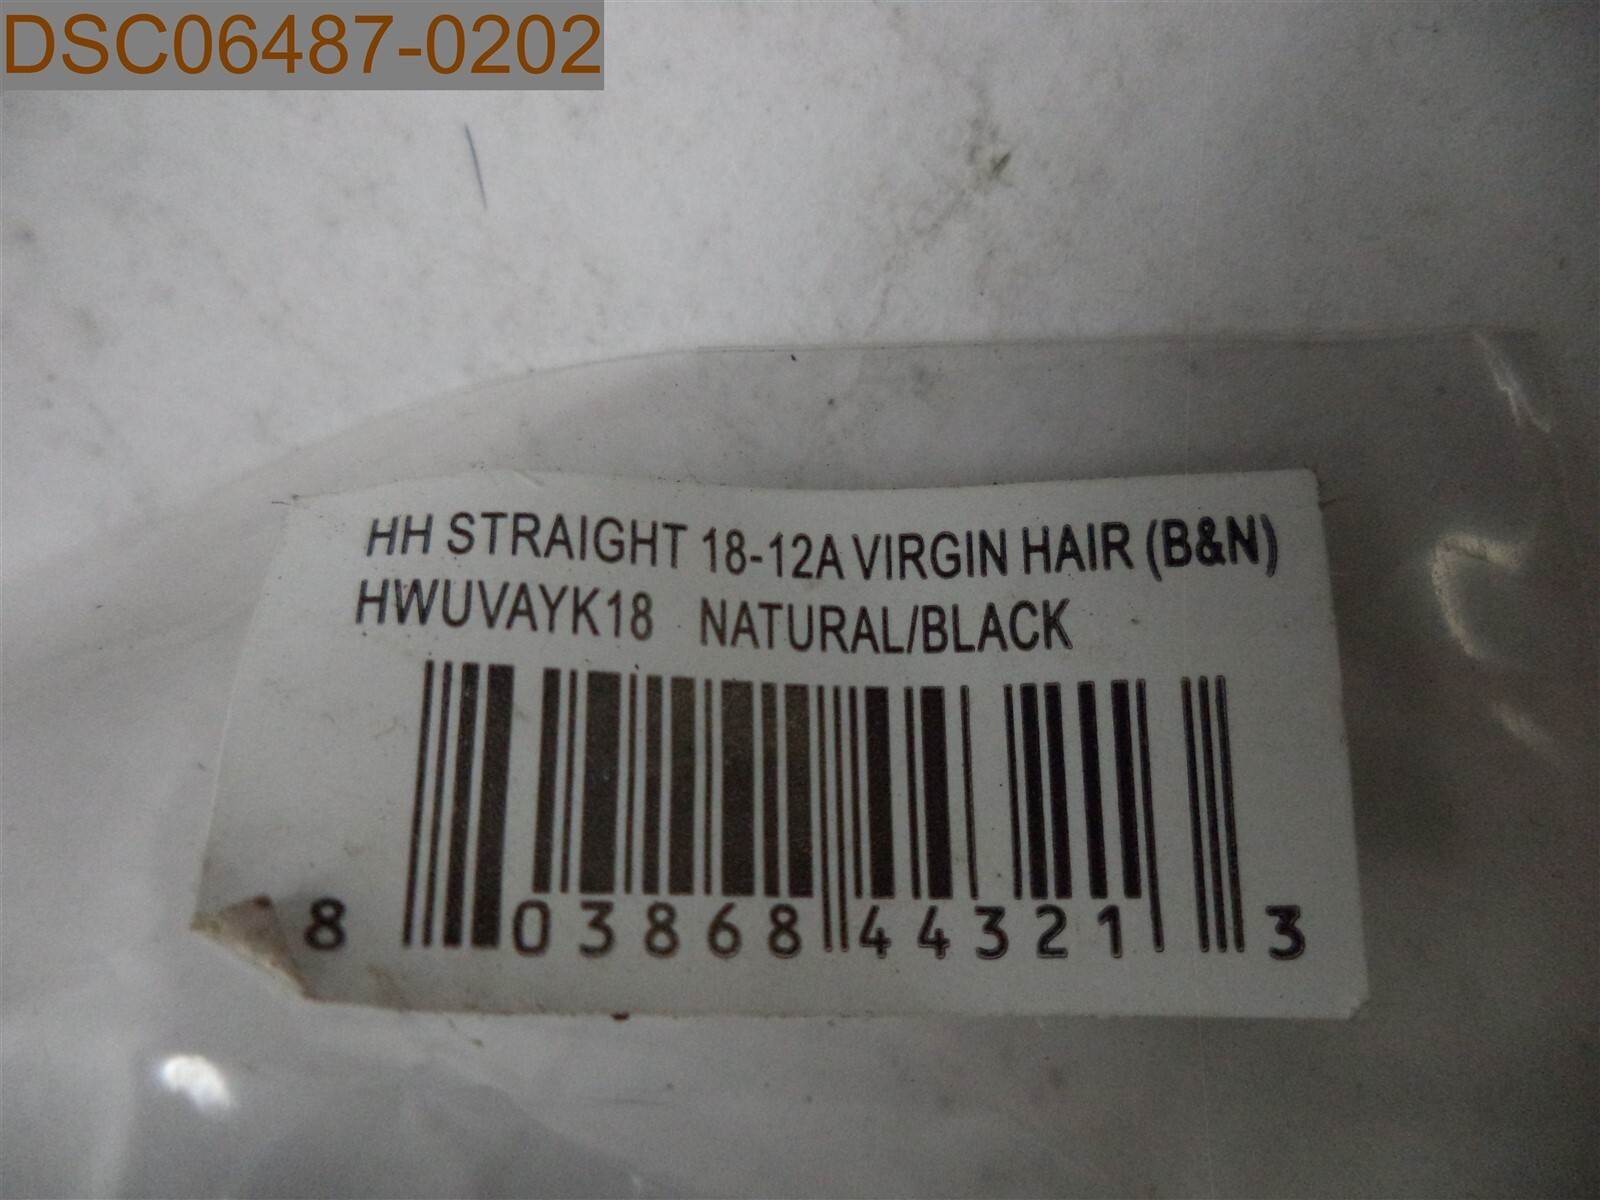 DSC06487-0202
HH STRAIGHT 18-12A VIRGIN HAIR (B&N)
HWUVAYK18 NATURAL/BLACK
8 03868 44321 3